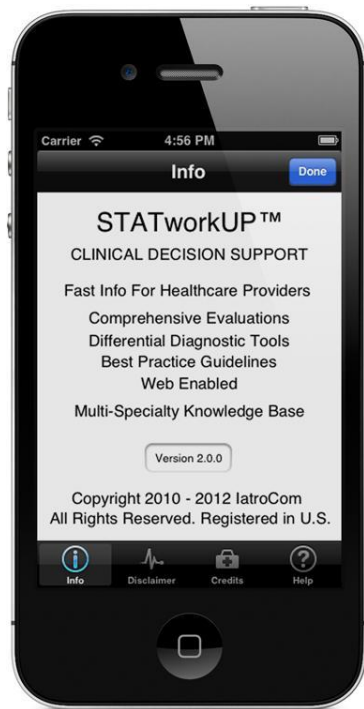 Carrier 4:56 PM
Info Done
STATworkUP™
CLINICAL DECISION SUPPORT
Fast Info For Healthcare Providers
Comprehensive Evaluations
Differential Diagnostic Tools
Best Practice Guidelines
Web Enabled
Multi-Specialty Knowledge Base
Version 2.0.0
Copyright 2010 - 2012 IatroCom
All Rights Reserved. Registered in U.S.
Info Disclaimer Credits Help